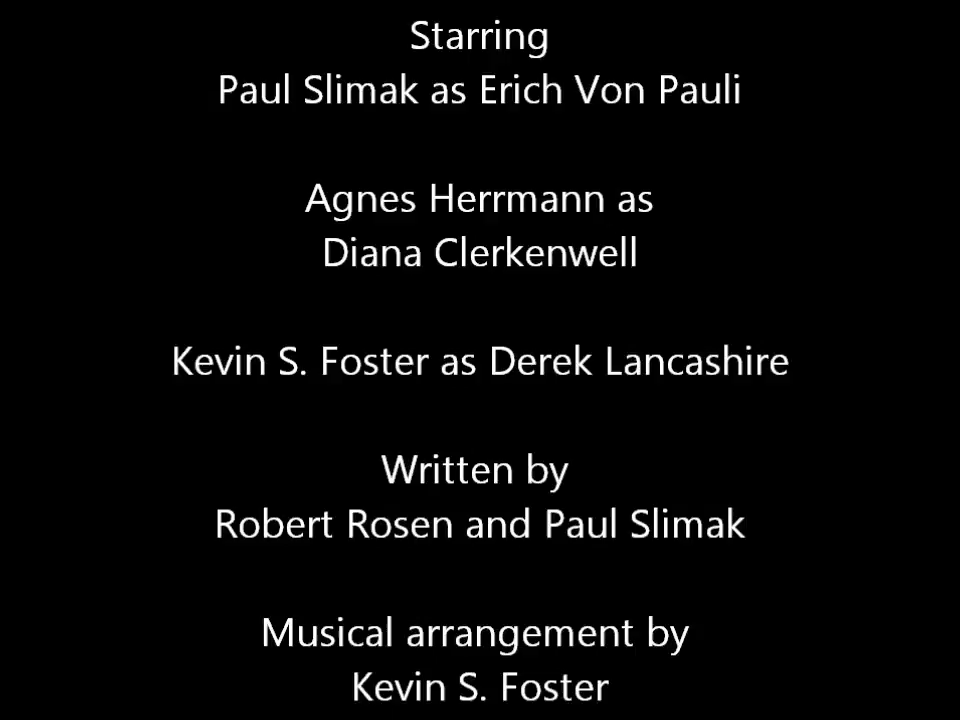 Starring
Paul Slimak as Erich Von Pauli
Agnes Herrmann as
Diana Clerkenwell
Kevin S. Foster as Derek Lancashire
Written by
Robert Rosen and Paul Slimak
Musical arrangement by
Kevin S. Foster